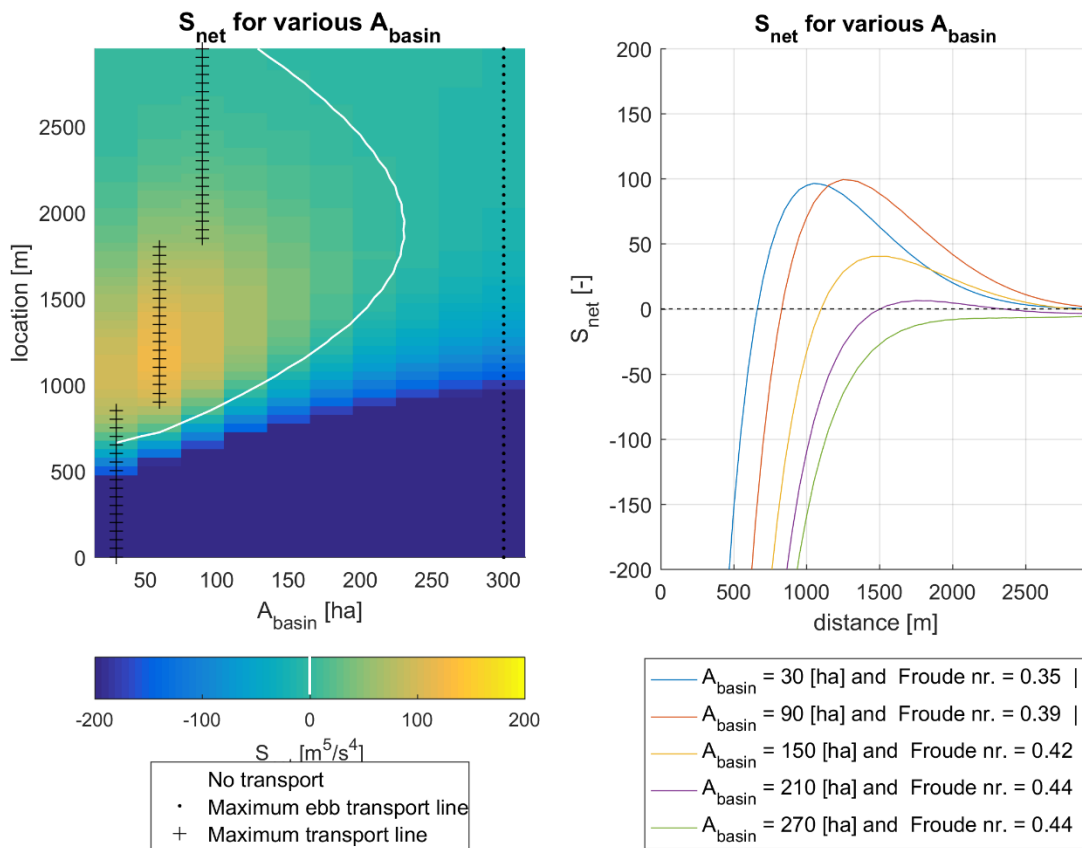 S_net for various A_basin
2500
2000
1500
1000
500
0
location [m]
50 100 150 200 250 300
A_basin [ha]
-200 -100 0 100 200
[m^5/s^4]
No transport
Maximum ebb transport line
Maximum transport line
S_net for various A_basin
200
150
100
50
0
-50
-100
-150
-200
S_net [-]
0 500 1000 1500 2000 2500
distance [m]
A_basin = 30 [ha] and Froude nr. = 0.35 |
A_basin = 90 [ha] and Froude nr. = 0.39 |
A_basin = 150 [ha] and Froude nr. = 0.42
A_basin = 210 [ha] and Froude nr. = 0.44
A_basin = 270 [ha] and Froude nr. = 0.44